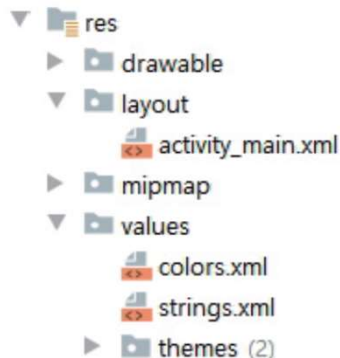 res
drawable
layout
activity_main.xml
mipmap
values
colors.xml
strings.xml
themes (2)